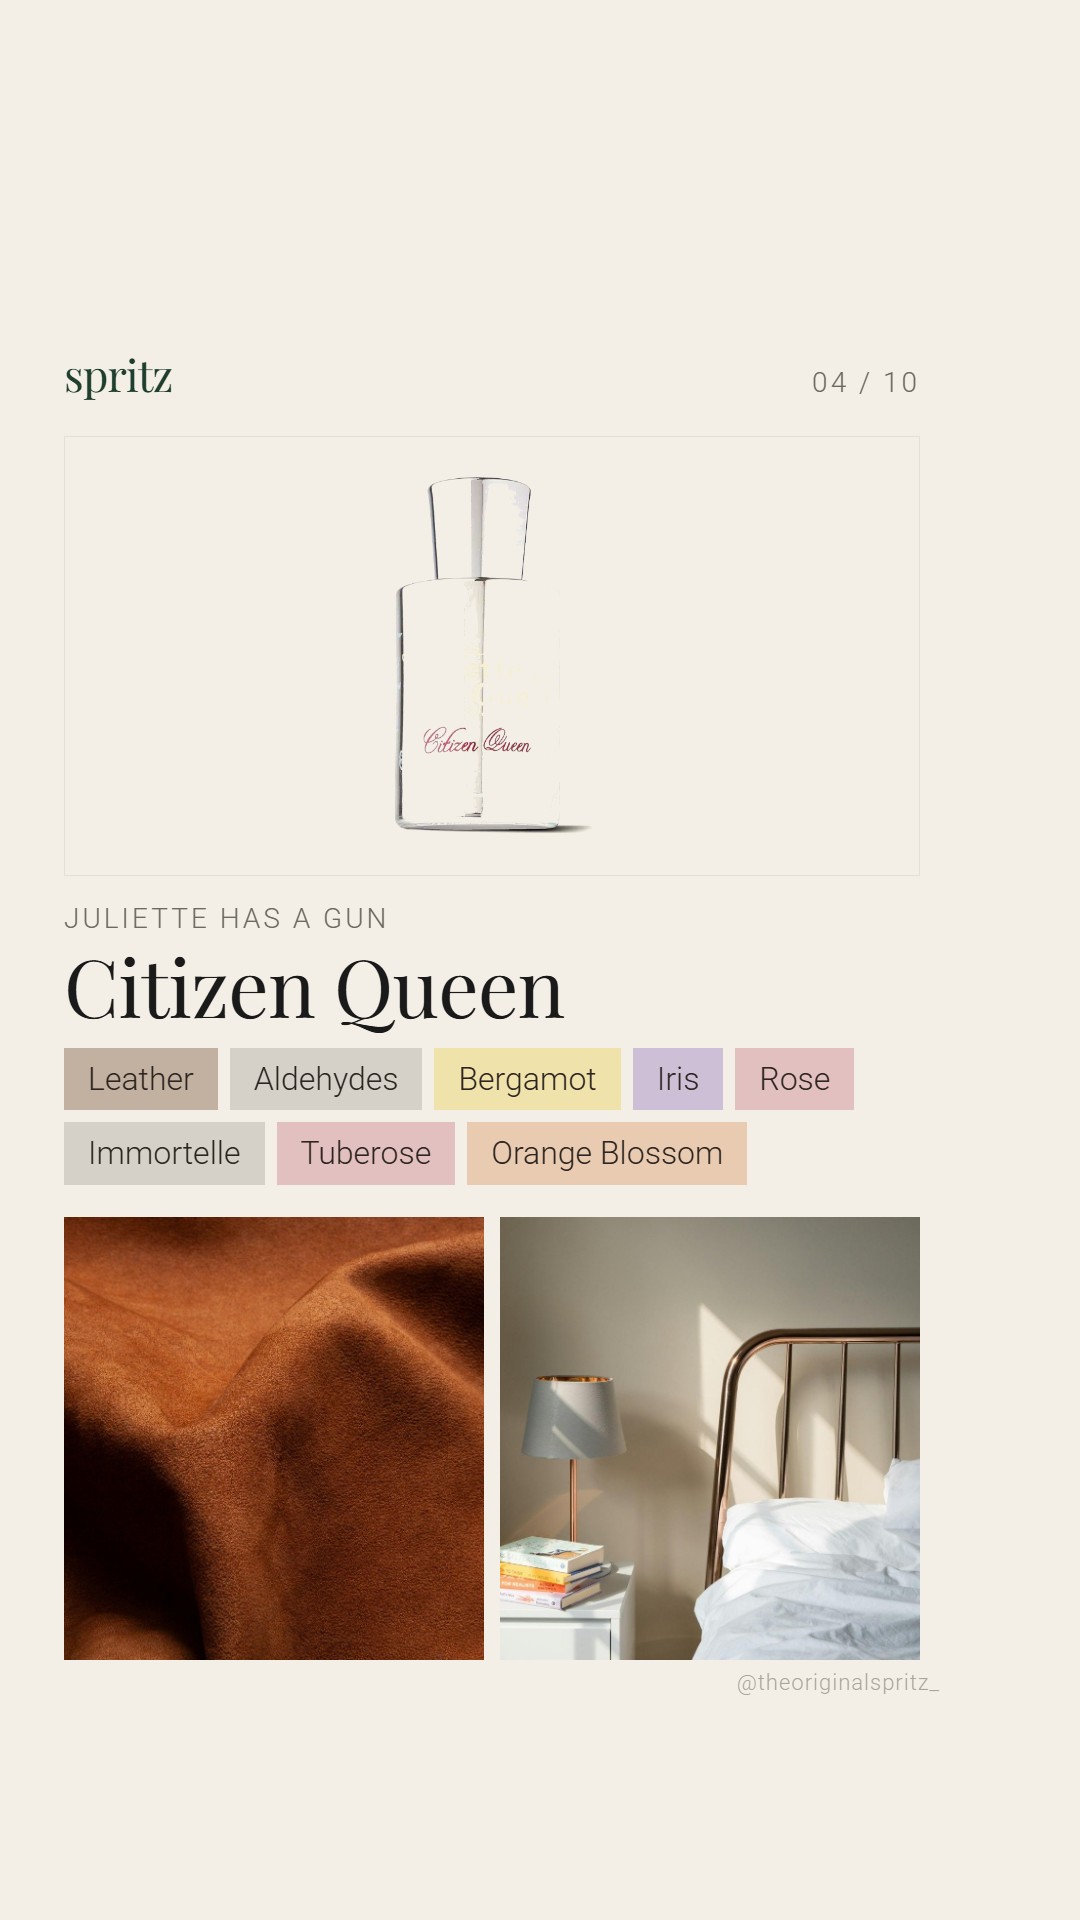 spritz
04 / 10
Citizen Queen
JULIETTE HAS A GUN
Citizen Queen
Leather Aldehydes Bergamot Iris Rose
Immortelle Tuberose Orange Blossom
@theoriginalspritz_